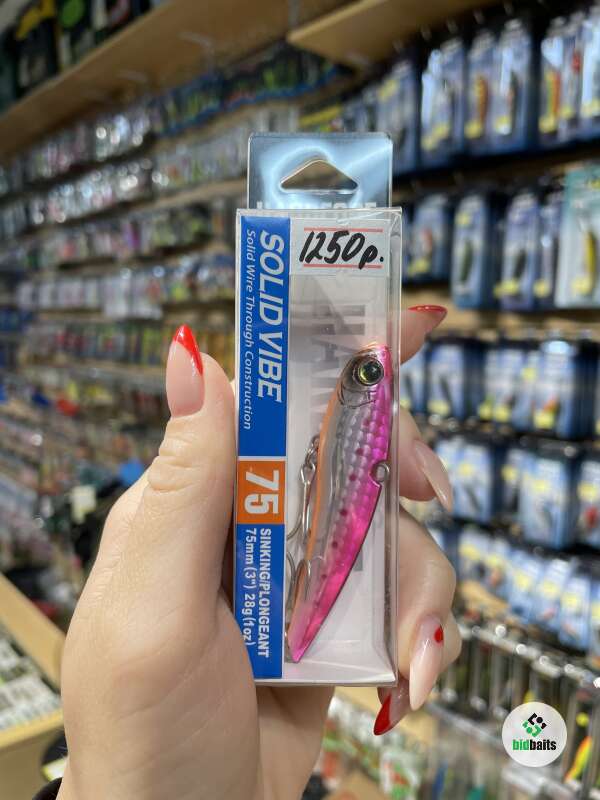 1250р.
SOLID VIBE
Solid Wire Through Construction
75
SINKING/PLONGEANT
75mm (3") 28g (1oz)
bidbaits